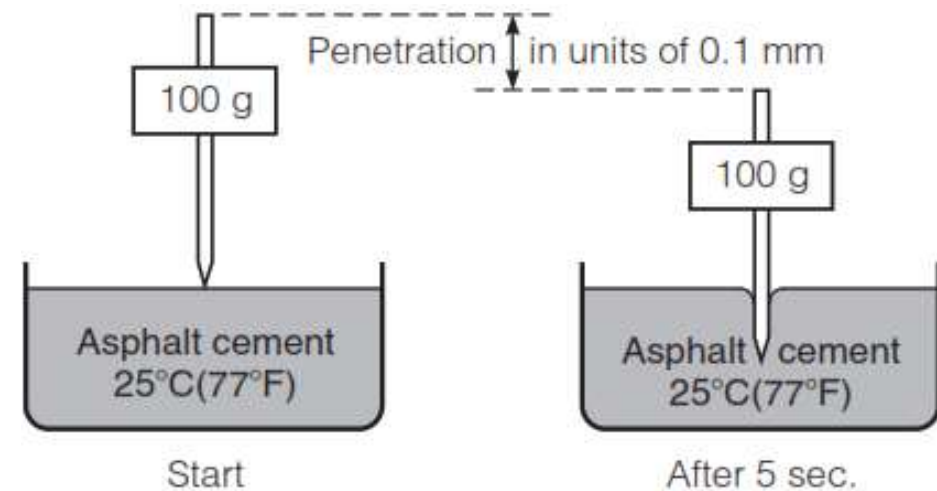 Penetration in units of 0.1 mm
100 g
100 g
Asphalt cement
25°C(77°F)
Asphalt cement
25°C(77°F)
Start
After 5 sec.